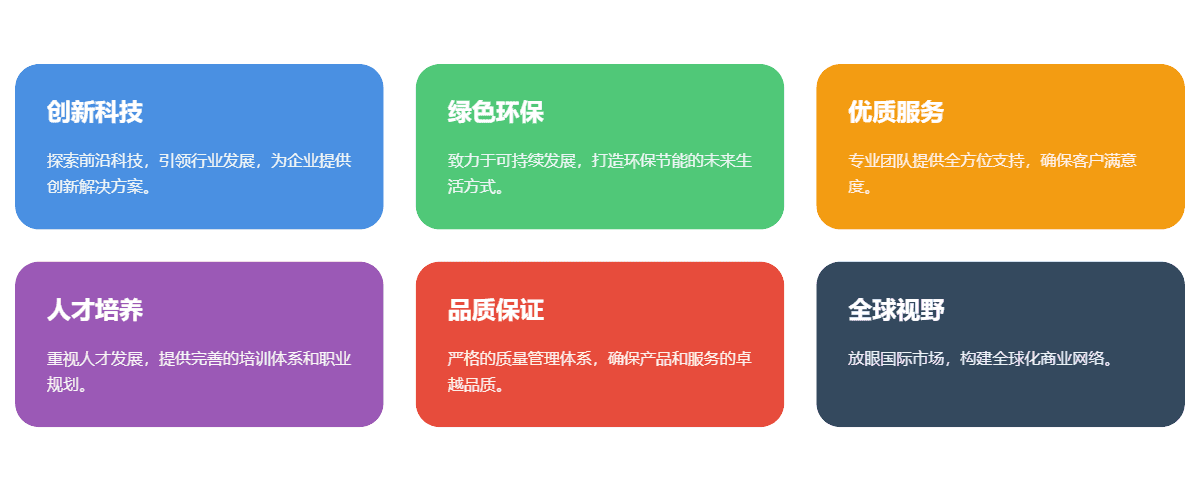 创新科技
探索前沿科技，引领行业发展，为企业提供
创新解决方案。
绿色环保
致力于可持续发展，打造环保节能的未来生
活方式。
优质服务
专业团队提供全方位支持，确保客户满意
度。
人才培养
重视人才发展，提供完善的培训体系和职业
规划。
品质保证
严格的质量管理体系，确保产品和服务的卓
越品质。
全球视野
放眼国际市场，构建全球化商业网络。